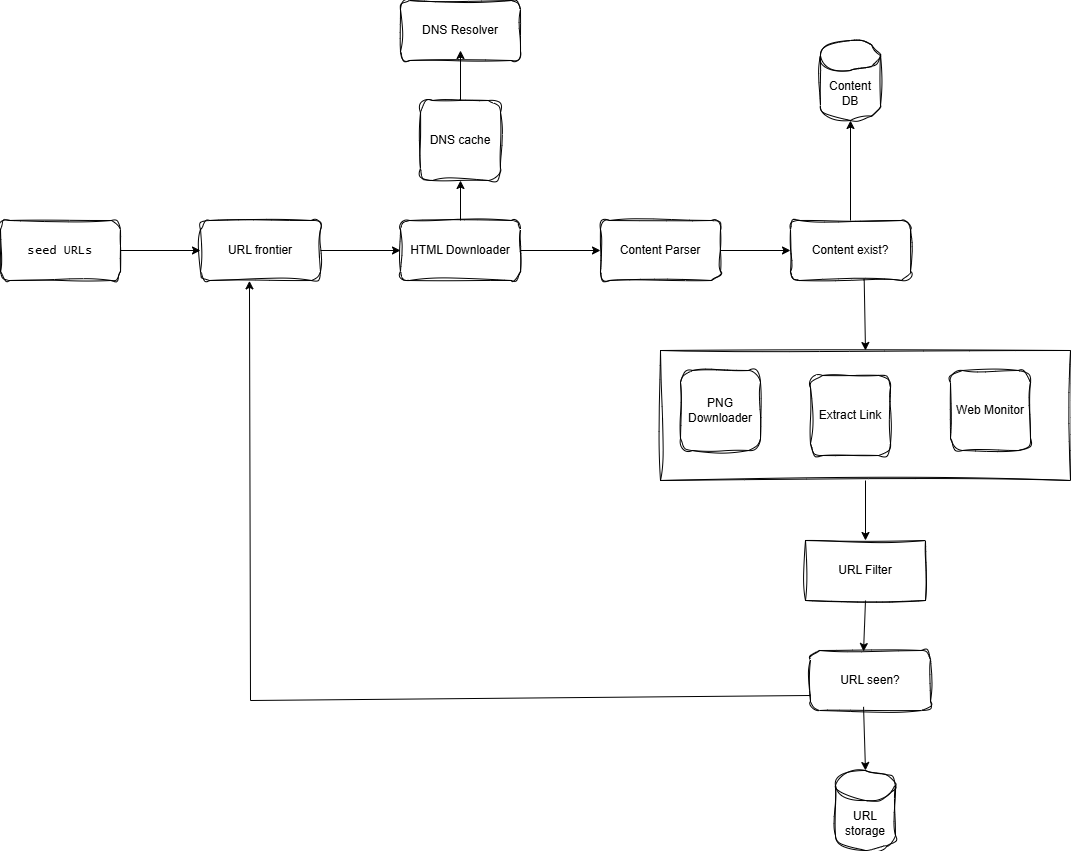 DNS Resolver
Content
DB
DNS cache
seed URLs
URL frontier
HTML Downloader
Content Parser
Content exist?
PNG
Downloader
Extract Link
Web Monitor
URL Filter
URL seen?
URL
storage